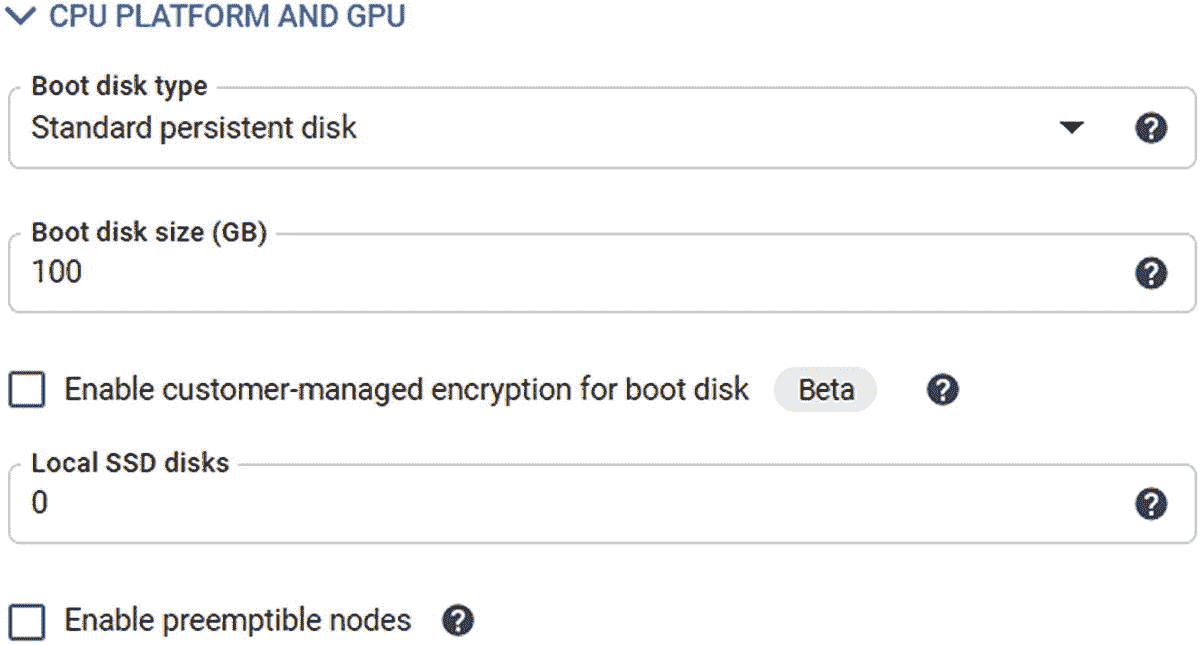 CPU PLATFORM AND GPU
Boot disk type
Standard persistent disk
Boot disk size (GB)
100
Enable customer-managed encryption for boot disk Beta
Local SSD disks
0
Enable preemptible nodes